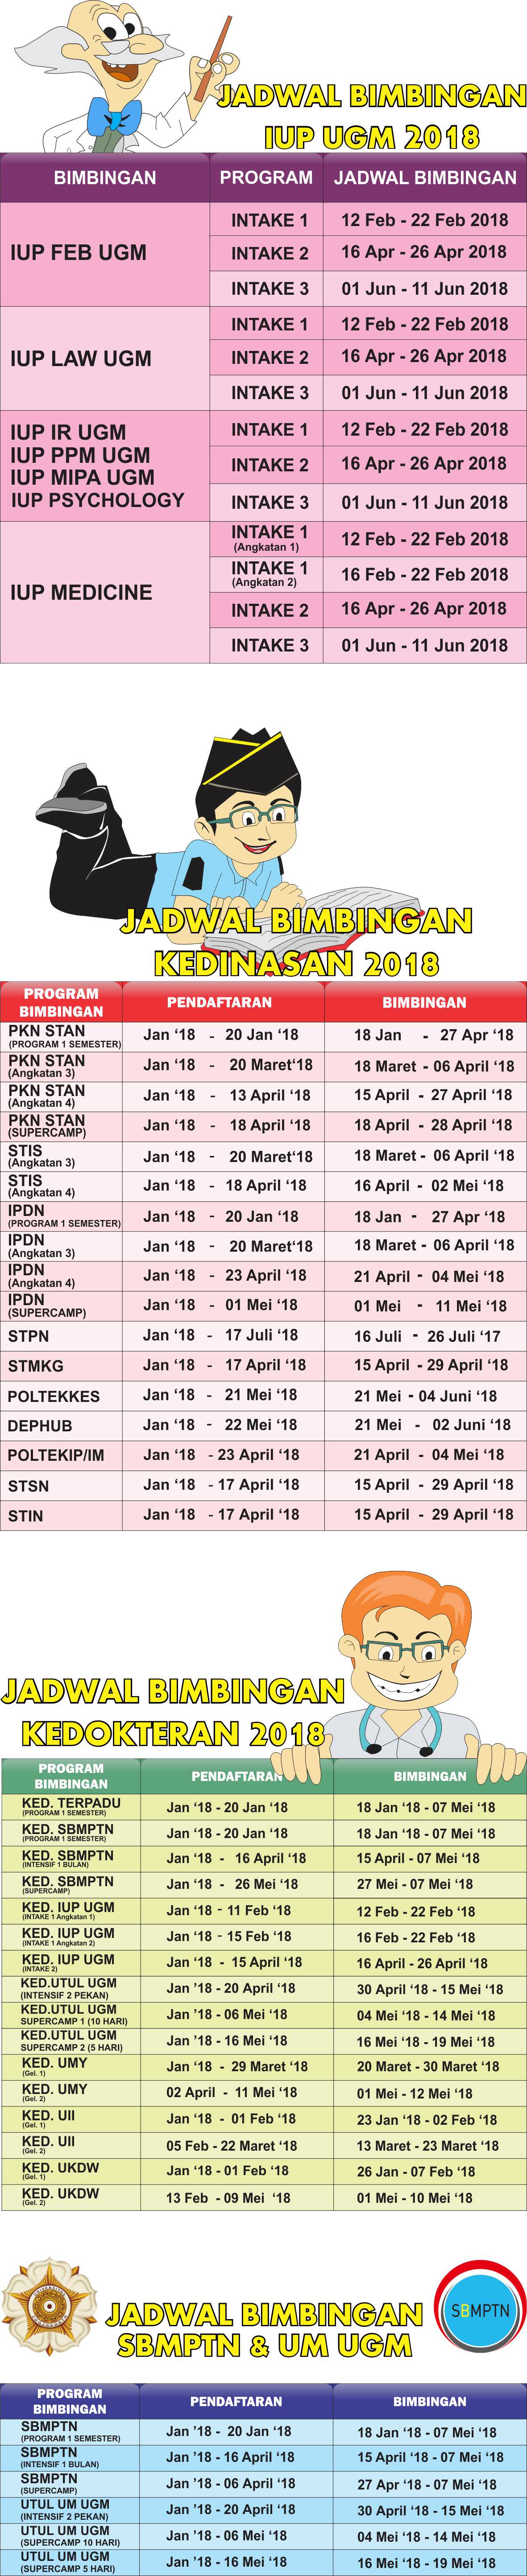 JADWAL BIMBINGAN
IUP UGM 2018
BIMBINGAN PROGRAM JADWAL BIMBINGAN
IUP FEB UGM
INTAKE 1 12 Feb - 22 Feb 2018
INTAKE 2 16 Apr - 26 Apr 2018
INTAKE 3 01 Jun - 11 Jun 2018
IUP LAW UGM
INTAKE 1 12 Feb - 22 Feb 2018
INTAKE 2 16 Apr - 26 Apr 2018
INTAKE 3 01 Jun - 11 Jun 2018
IUP IR UGM
IUP PPM UGM
IUP MIPA UGM
IUP PSYCHOLOGY
INTAKE 1 12 Feb - 22 Feb 2018
INTAKE 2 16 Apr - 26 Apr 2018
INTAKE 3 01 Jun - 11 Jun 2018
IUP MEDICINE
INTAKE 1 12 Feb - 22 Feb 2018
(Angkatan 1)
INTAKE 1 16 Feb - 22 Feb 2018
(Angkatan 2)
INTAKE 2 16 Apr - 26 Apr 2018
INTAKE 3 01 Jun - 11 Jun 2018
JADWAL BIMBINGAN
KEDINASAN 2018
PROGRAM
BIMBINGAN PENDAFTARAN BIMBINGAN
PKN STAN Jan ‘18 - 20 Jan ‘18 18 Jan - 27 Apr ‘18
(PROGRAM 1 SEMESTER)
PKN STAN Jan ‘18 - 20 Maret‘18 18 Maret - 06 April ‘18
(Angkatan 3)
PKN STAN Jan ‘18 - 13 April ‘18 15 April - 27 April ‘18
(Angkatan 4)
PKN STAN Jan ‘18 - 18 April ‘18 18 April - 28 April ‘18
(SUPERCAMP)
STIS Jan ‘18 - 20 Maret‘18 18 Maret - 06 April ‘18
(Angkatan 3)
STIS Jan ‘18 - 18 April ‘18 16 April - 02 Mei ‘18
(Angkatan 4)
IPDN Jan ‘18 - 20 Jan ‘18 18 Jan - 27 Apr ‘18
(PROGRAM 1 SEMESTER)
IPDN Jan ‘18 - 20 Maret‘18 18 Maret - 06 April ‘18
(Angkatan 3)
IPDN Jan ‘18 - 23 April ‘18 21 April - 04 Mei ‘18
(Angkatan 4)
IPDN Jan ‘18 - 01 Mei ‘18 01 Mei - 11 Mei ‘18
(SUPERCAMP)
STPN Jan ‘18 - 17 Juli ‘18 16 Juli - 26 Juli ‘17
STMKG Jan ‘18 - 17 April ‘18 15 April - 29 April ‘18
POLTEKKES Jan ‘18 - 21 Mei ‘18 21 Mei - 04 Juni ‘18
DEPHUB Jan ‘18 - 22 Mei ‘18 21 Mei - 02 Juni ‘18
POLTEKIP/IM Jan ‘18 - 23 April ‘18 21 April - 04 Mei ‘18
STSN Jan ‘18 - 17 April ‘18 15 April - 29 April ‘18
STIN Jan ‘18 - 17 April ‘18 15 April - 29 April ‘18
JADWAL BIMBINGAN
KEDOKTERAN 2018
PROGRAM
BIMBINGAN PENDAFTARAN BIMBINGAN
KED. TERPADU Jan ‘18 - 20 Jan ‘18 18 Jan ‘18 - 07 Mei ‘18
(PROGRAM 1 SEMESTER)
KED. SBMPTN Jan ‘18 - 20 Jan ‘18 18 Jan ‘18 - 07 Mei ‘18
(PROGRAM 1 SEMESTER)
KED. SBMPTN Jan ‘18 - 16 April ‘18 15 April - 07 Mei ‘18
(INTENSIF 1 BULAN)
KED. SBMPTN Jan ‘18 - 26 Mei ‘18 27 Mei - 07 Mei ‘18
(SUPERCAMP)
KED. IUP UGM Jan ‘18 - 11 Feb ‘18 12 Feb - 22 Feb ‘18
(INTAKE 1 Angkatan 1)
KED. IUP UGM Jan ‘18 - 15 Feb ‘18 16 Feb - 22 Feb ‘18
(INTAKE 1 Angkatan 2)
KED. IUP UGM Jan ‘18 - 15 April ‘18 16 April - 26 April ‘18
(INTAKE 2)
KED.UTUL UGM Jan ’18 - 20 April ‘18 30 April ‘18 - 15 Mei ‘18
(INTENSIF 2 PEKAN)
KED.UTUL UGM Jan ’18 - 06 Mei ‘18 04 Mei ‘18 - 14 Mei ‘18
SUPERCAMP 1 (10 HARI)
KED.UTUL UGM Jan ’18 - 16 Mei ‘18 16 Mei ‘18 - 19 Mei ‘18
SUPERCAMP 2 (5 HARI)
KED. UMY Jan ‘18 - 29 Maret ‘18 20 Maret - 30 Maret ‘18
(Gel. 1)
KED. UMY 02 April - 11 Mei ‘18 01 Mei - 12 Mei ‘18
(Gel. 2)
KED. UII Jan ‘18 - 01 Feb ‘18 23 Jan ‘18 - 02 Feb ‘18
(Gel. 1)
KED. UII 05 Feb - 22 Maret ‘18 13 Maret - 23 Maret ‘18
(Gel. 2)
KED. UKDW Jan ‘18 - 01 Feb ‘18 26 Jan - 07 Feb ‘18
(Gel. 1)
KED. UKDW 13 Feb - 09 Mei ‘18 01 Mei - 10 Mei ‘18
(Gel. 2)
JADWAL BIMBINGAN
SBMPTN & UM UGM
SBMPTN
PROGRAM
BIMBINGAN PENDAFTARAN BIMBINGAN
SBMPTN Jan ’18 - 20 Jan ‘18 18 Jan ‘18 - 07 Mei ‘18
(PROGRAM 1 SEMESTER)
SBMPTN Jan ’18 - 16 April ‘18 15 April ‘18 - 07 Mei ‘18
(INTENSIF 1 BULAN)
SBMPTN Jan ’18 - 06 April ‘18 27 Apr ‘18 - 07 Mei ‘18
(SUPERCAMP)
UTUL UM UGM Jan ’18 - 20 April ‘18 30 April ‘18 - 15 Mei ‘18
(INTENSIF 2 PEKAN)
UTUL UM UGM Jan ’18 - 06 Mei ‘18 04 Mei ‘18 - 14 Mei ‘18
(SUPERCAMP 10 HARI)
UTUL UM UGM Jan ’18 - 16 Mei ‘18 16 Mei ‘18 - 19 Mei ‘18
(SUPERCAMP 5 HARI)